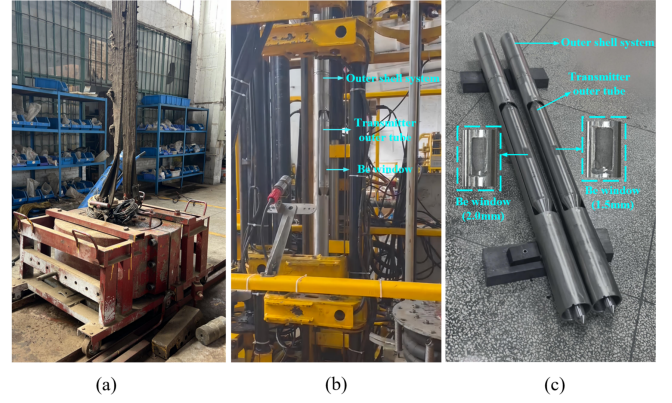 Outer shell system
Transmitter
outer tube
Be window
Outer shell system
Transmitter
outer tube
Be window
(2.0mm)
Be window
(1.5mm)
(a)
(b)
(c)